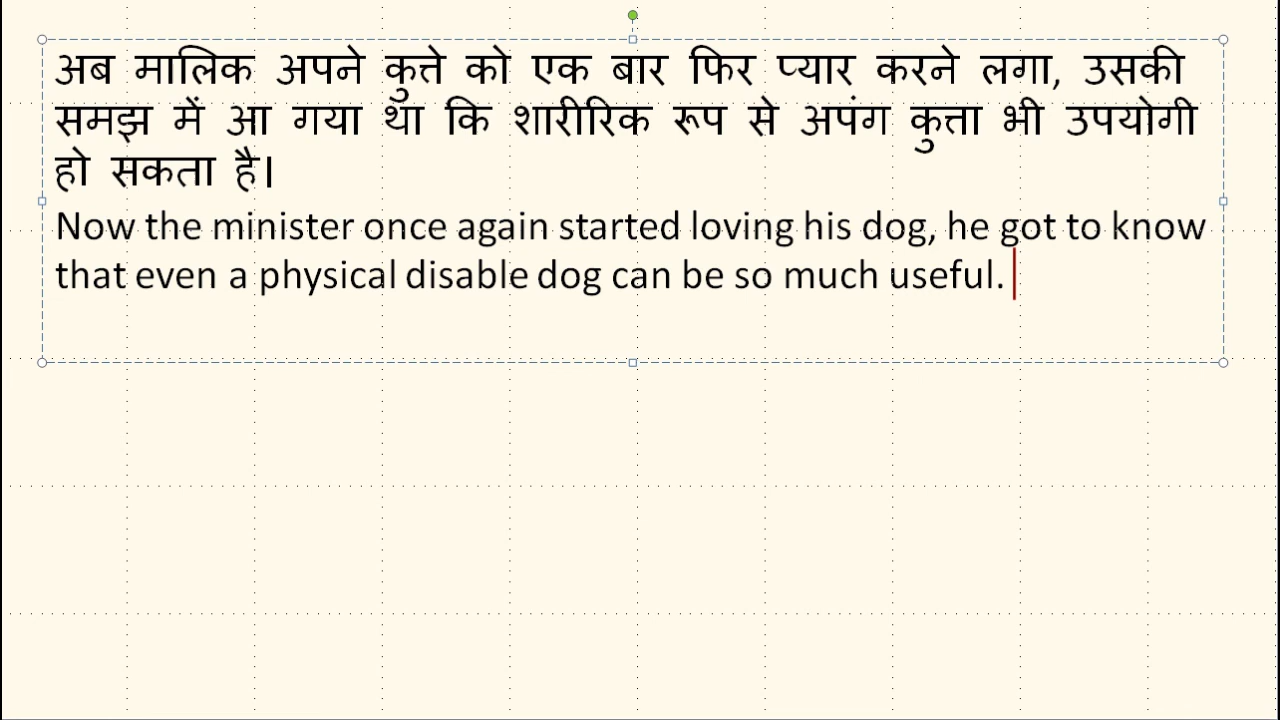 अब मालिक अपने कुत्ते को एक बार फिर प्यार करने लगा, उसकी
समझ में आ गया था कि शारीरिक रूप से अपंग कुत्ता भी उपयोगी
हो सकता है।
Now the minister once again started loving his dog, he got to know
that even a physical disable dog can be so much useful.